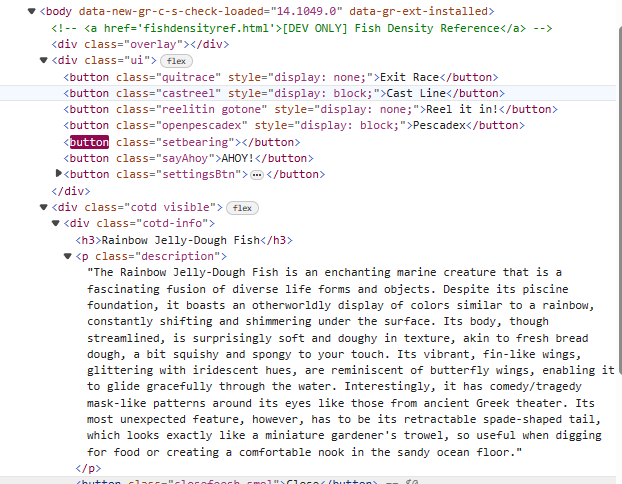 <body data-new-gr-c-s-check-loaded="14.1049.0" data-gr-ext-installed>
<!-- <a href='fishdensityref.html'>[DEV ONLY] Fish Density Reference</a> -->
<div class="overlay"></div>
<div class="ui"> flex
<button class="quitrace" style="display: none;">Exit Race</button>
<button class="castreel" style="display: block;">Cast Line</button>
<button class="reelitin gotone" style="display: none;">Reel it in!</button>
<button class="openpescadex" style="display: block;">Pescadex</button>
<button class="setbearing"></button>
<button class="sayAhoy">AHOY!</button>
<button class="settingsBtn"> ⋯ </button>
</div>
<div class="cotd visible"> flex
<div class="cotd-info">
<h3>Rainbow Jelly-Dough Fish</h3>
<p class="description">
"The Rainbow Jelly-Dough Fish is an enchanting marine creature that is a
fascinating fusion of diverse life forms and objects. Despite its piscine
foundation, it boasts an otherworldly display of colors similar to a rainbow,
constantly shifting and shimmering under the surface. Its body, though
streamlined, is surprisingly soft and doughy in texture, akin to fresh bread
dough, a bit squishy and spongy to your touch. Its vibrant, fin-like wings,
glittering with iridescent hues, are reminiscent of butterfly wings, enabling it
to glide gracefully through the water. Interestingly, it has comedy/tragedy
mask-like patterns around its eyes like those from ancient Greek theater. Its
most unexpected feature, however, has to be its retractable spade-shaped tail,
which looks exactly like a miniature gardener's trowel, so useful when digging
for food or creating a comfortable nook in the sandy ocean floor."
</p>
<button class="closefoosh smol">Close</button> == $0